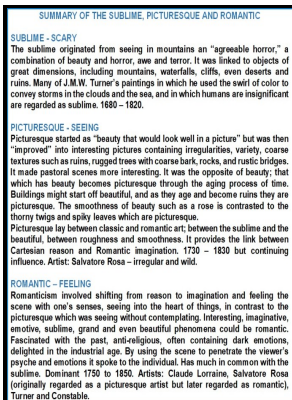 SUMMARY OF THE SUBLIME, PICTURESQUE AND ROMANTIC
SUBLIME - SCARY
The sublime originated from seeing in mountains an "agreeable horror," a
combination of beauty and horror, awe and terror. It was linked to objects of
great dimensions, including mountains, waterfalls, cliffs, even deserts and
ruins. Many of J.M.W. Turner's paintings in which he used the swirl of color to
convey storms in the clouds and the sea, and in which humans are insignificant
are regarded as sublime. 1680 – 1820.
PICTURESQUE - SEEING
Picturesque started as "beauty that would look well in a picture" but was then
"improved" into interesting pictures containing irregularities, variety, coarse
textures such as ruins, rugged trees with coarse bark, rocks, and rustic bridges.
It made pastoral scenes more interesting. It was the opposite of beauty; that
which has beauty becomes picturesque through the aging process of time.
Buildings might start off beautiful, and as they age and become ruins they are
picturesque. The smoothness of beauty such as a rose is contrasted to the
thorny twigs and spiky leaves which are picturesque.
Picturesque lay between classic and romantic art; between the sublime and the
beautiful, between roughness and smoothness. It provides the link between
Cartesian reason and Romantic imagination. 1730 – 1830 but continuing
influence. Artist: Salvatore Rosa – irregular and wild.
ROMANTIC – FEELING
Romanticism involved shifting from reason to imagination and feeling the
scene with one's senses, seeing into the heart of things, in contrast to the
picturesque which was seeing without contemplating. Interesting, imaginative,
emotive, sublime, grand and even beautiful phenomena could be romantic.
Fascinated with the past, anti-religious, often containing dark emotions,
delighted in the industrial age. By using the scene to penetrate the viewer's
psyche and emotions it spoke to the individual. Has much in common with the
sublime. Dominant 1750 to 1850. Artists: Claude Lorraine, Salvatore Rosa
(originally regarded as a picturesque artist but later regarded as romantic),
Turner and Constable.